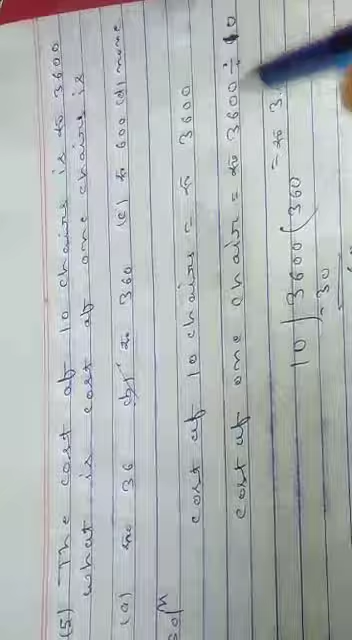 (5) The cost of 10 chairs is ₹ 3600
what is cost of one chairs is
(a) ₹ 36 (b) ₹ 360 (c) ₹ 600 (d) none
Sol^n
cost of 10 chairs = ₹ 3600
cost of one chair = ₹ 3600 ÷ 10
= ₹ 3
10 ) 3600 ( 360
-30